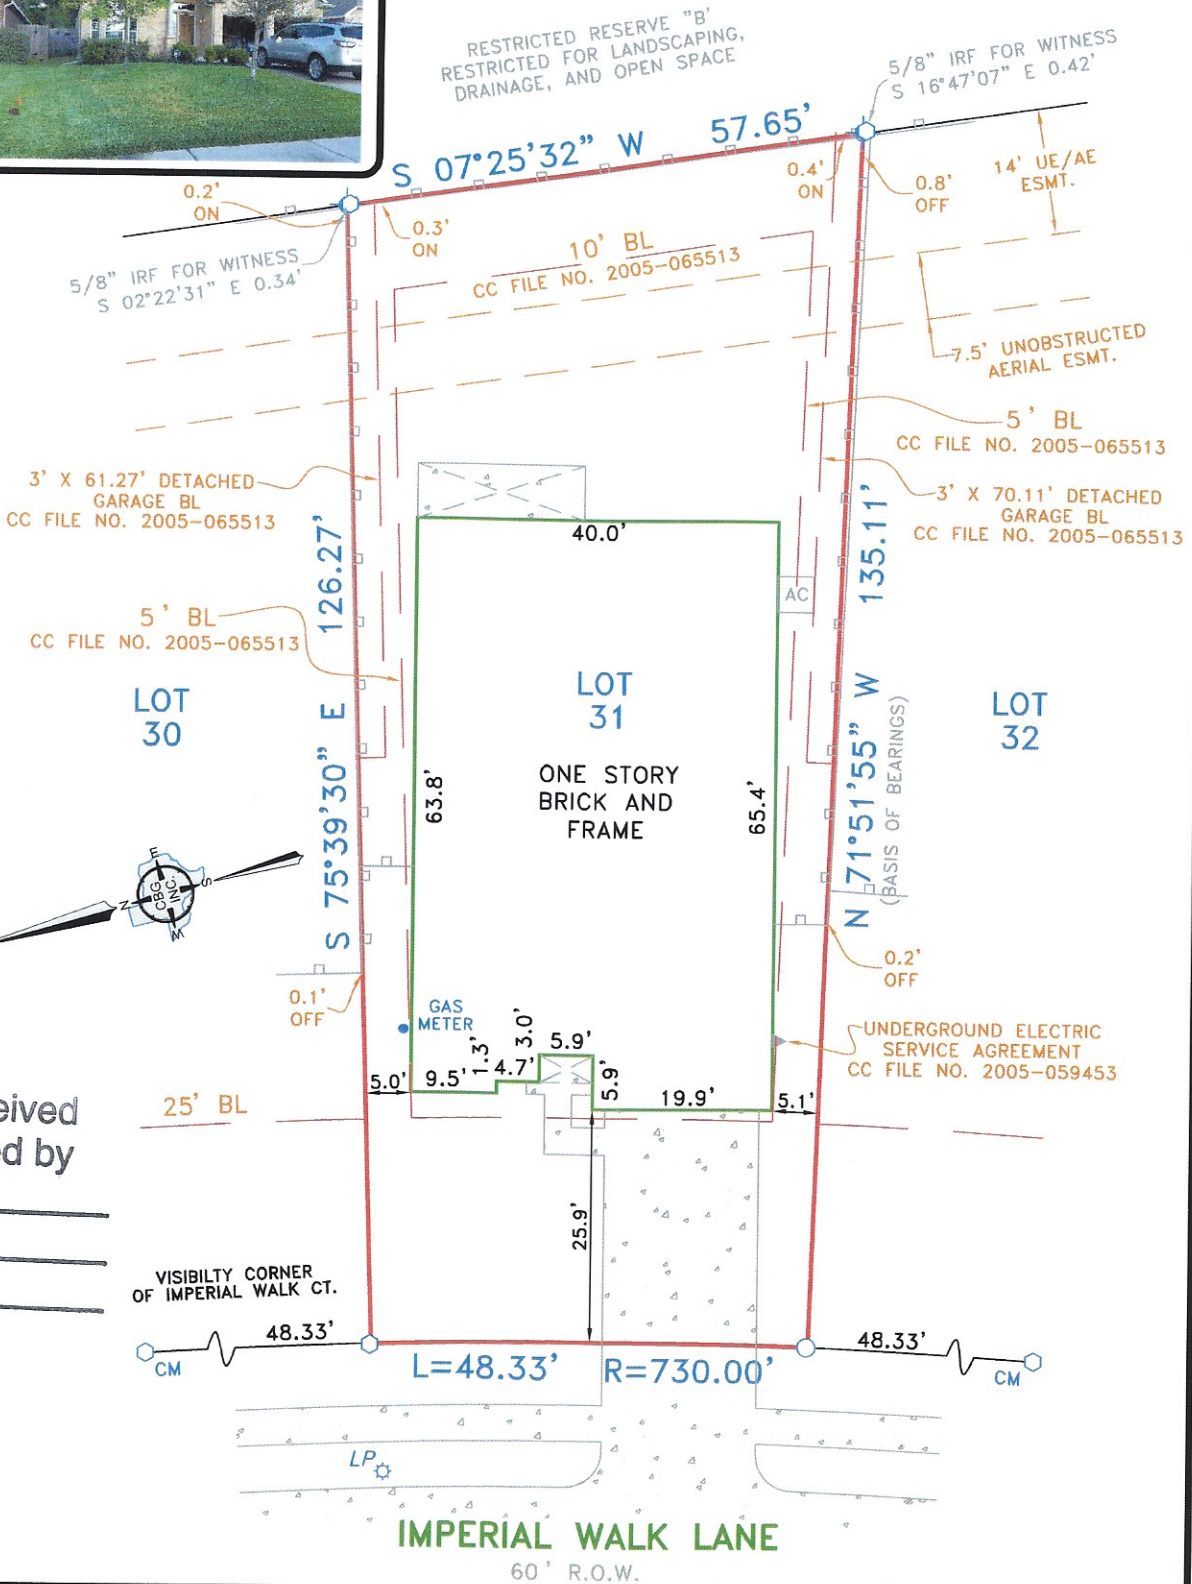 RESTRICTED RESERVE "B'
RESTRICTED FOR LANDSCAPING,
DRAINAGE, AND OPEN SPACE
5/8" IRF FOR WITNESS
S 16°47'07" E 0.42'
S 07°25'32" W 57.65'
0.2'
ON
0.3'
ON
0.4'
ON
0.8'
OFF
14' UE/AE
ESMT.
5/8" IRF FOR WITNESS
S 02°22'31" E 0.34'
10' BL
CC FILE NO. 2005-065513
7.5' UNOBSTRUCTED
AERIAL ESMT.
5' BL
CC FILE NO. 2005-065513
3' X 61.27' DETACHED
GARAGE BL
CC FILE NO. 2005-065513
3' X 70.11' DETACHED
GARAGE BL
CC FILE NO. 2005-065513
40.0'
AC
5' BL
CC FILE NO. 2005-065513
S 75°39'30" E 126.27'
N 71°51'55" W 135.11'
(BASIS OF BEARINGS)
LOT
30
LOT
31
LOT
32
ONE STORY
BRICK AND
FRAME
63.8'
65.4'
E
N
S
W
CBG
INC.
0.1'
OFF
0.2'
OFF
GAS
METER
UNDERGROUND ELECTRIC
SERVICE AGREEMENT
CC FILE NO. 2005-059453
5.0'
9.5'
1.3'
4.7'
3.0'
5.9'
5.9'
19.9'
5.1'
eived
d by
25' BL
25.9'
VISIBILTY CORNER
OF IMPERIAL WALK CT.
48.33'
CM
L=48.33' R=730.00'
48.33'
CM
LP
IMPERIAL WALK LANE
60' R.O.W.